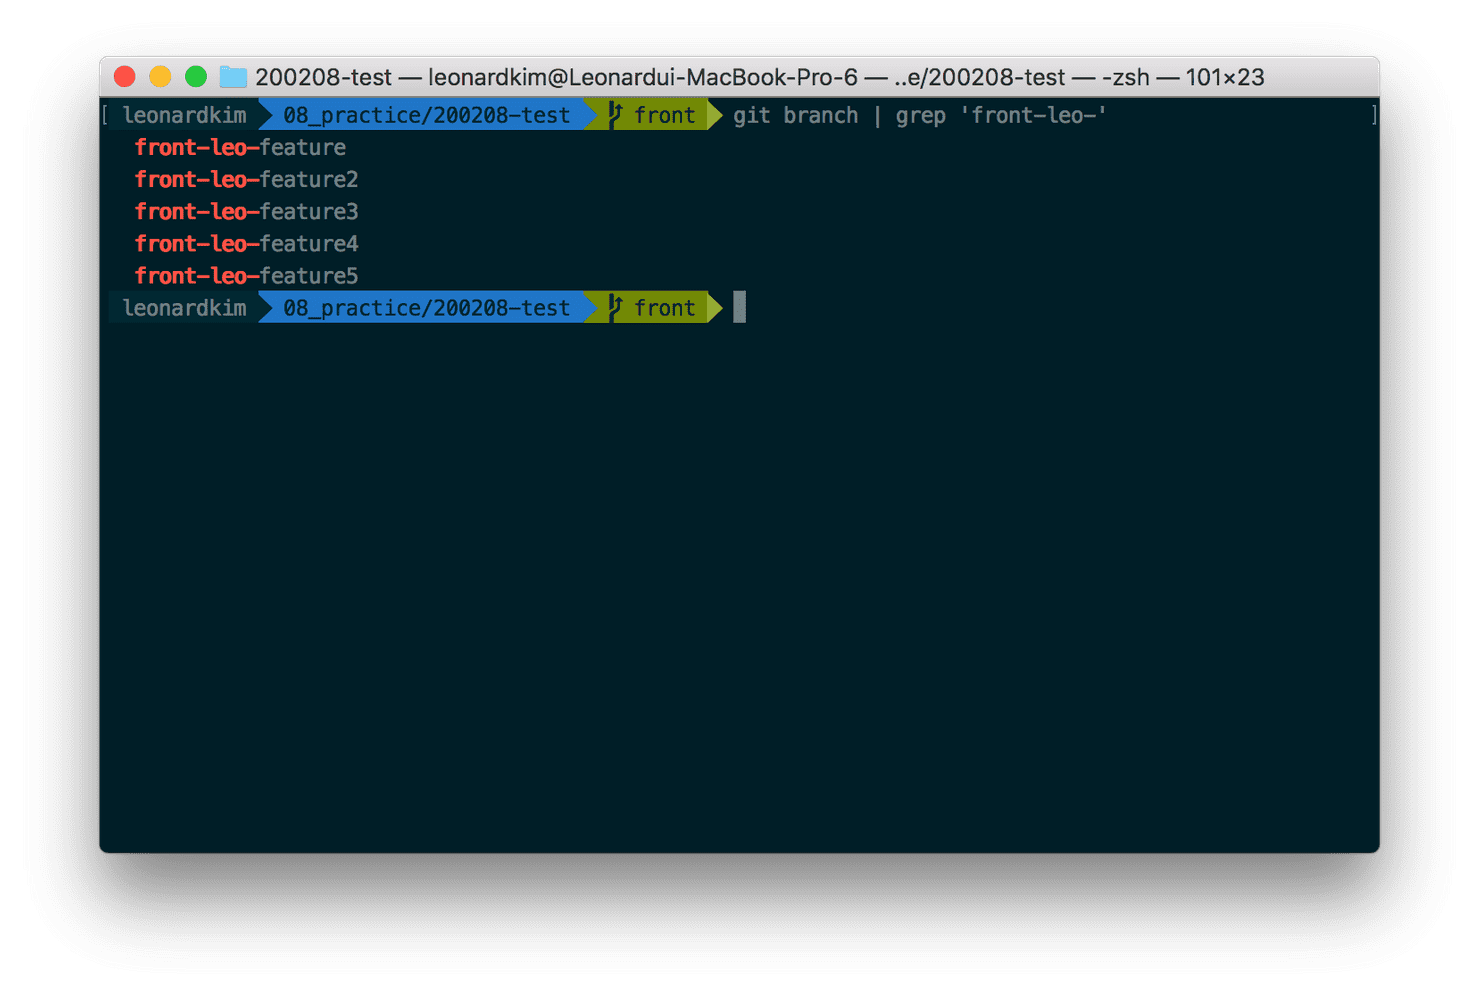 200208-test — leonardkim@Leonardui-MacBook-Pro-6 — ..e/200208-test — -zsh — 101×23
[ leonardkim 08_practice/200208-test front git branch | grep 'front-leo-' ]
front-leo-feature
front-leo-feature2
front-leo-feature3
front-leo-feature4
front-leo-feature5
leonardkim 08_practice/200208-test front